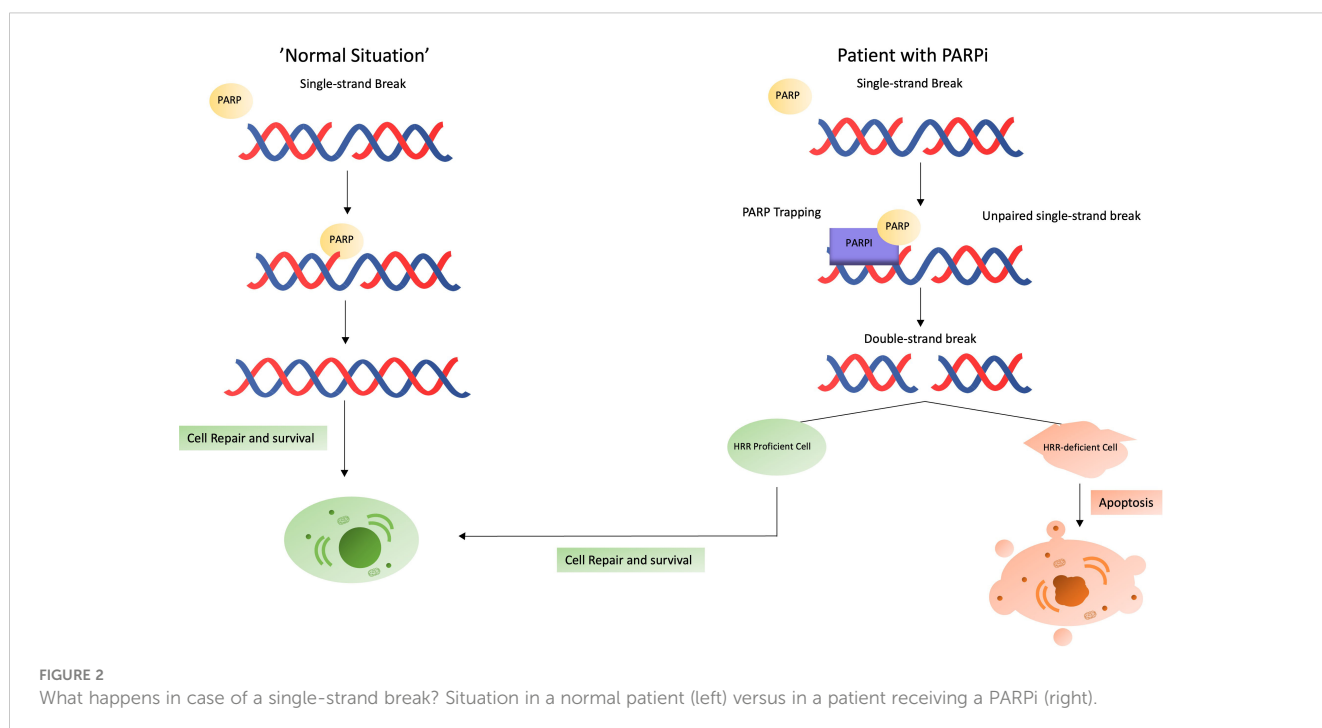 ’Normal Situation’
Single-strand Break
PARP
PARP
Cell Repair and survival
Patient with PARPi
Single-strand Break
PARP
PARP Trapping
Unpaired single-strand break
PARP
PARPI
Double-strand break
HRR Proficient Cell
HRR-deficient Cell
Apoptosis
Cell Repair and survival
FIGURE 2
What happens in case of a single-strand break? Situation in a normal patient (left) versus in a patient receiving a PARPi (right).